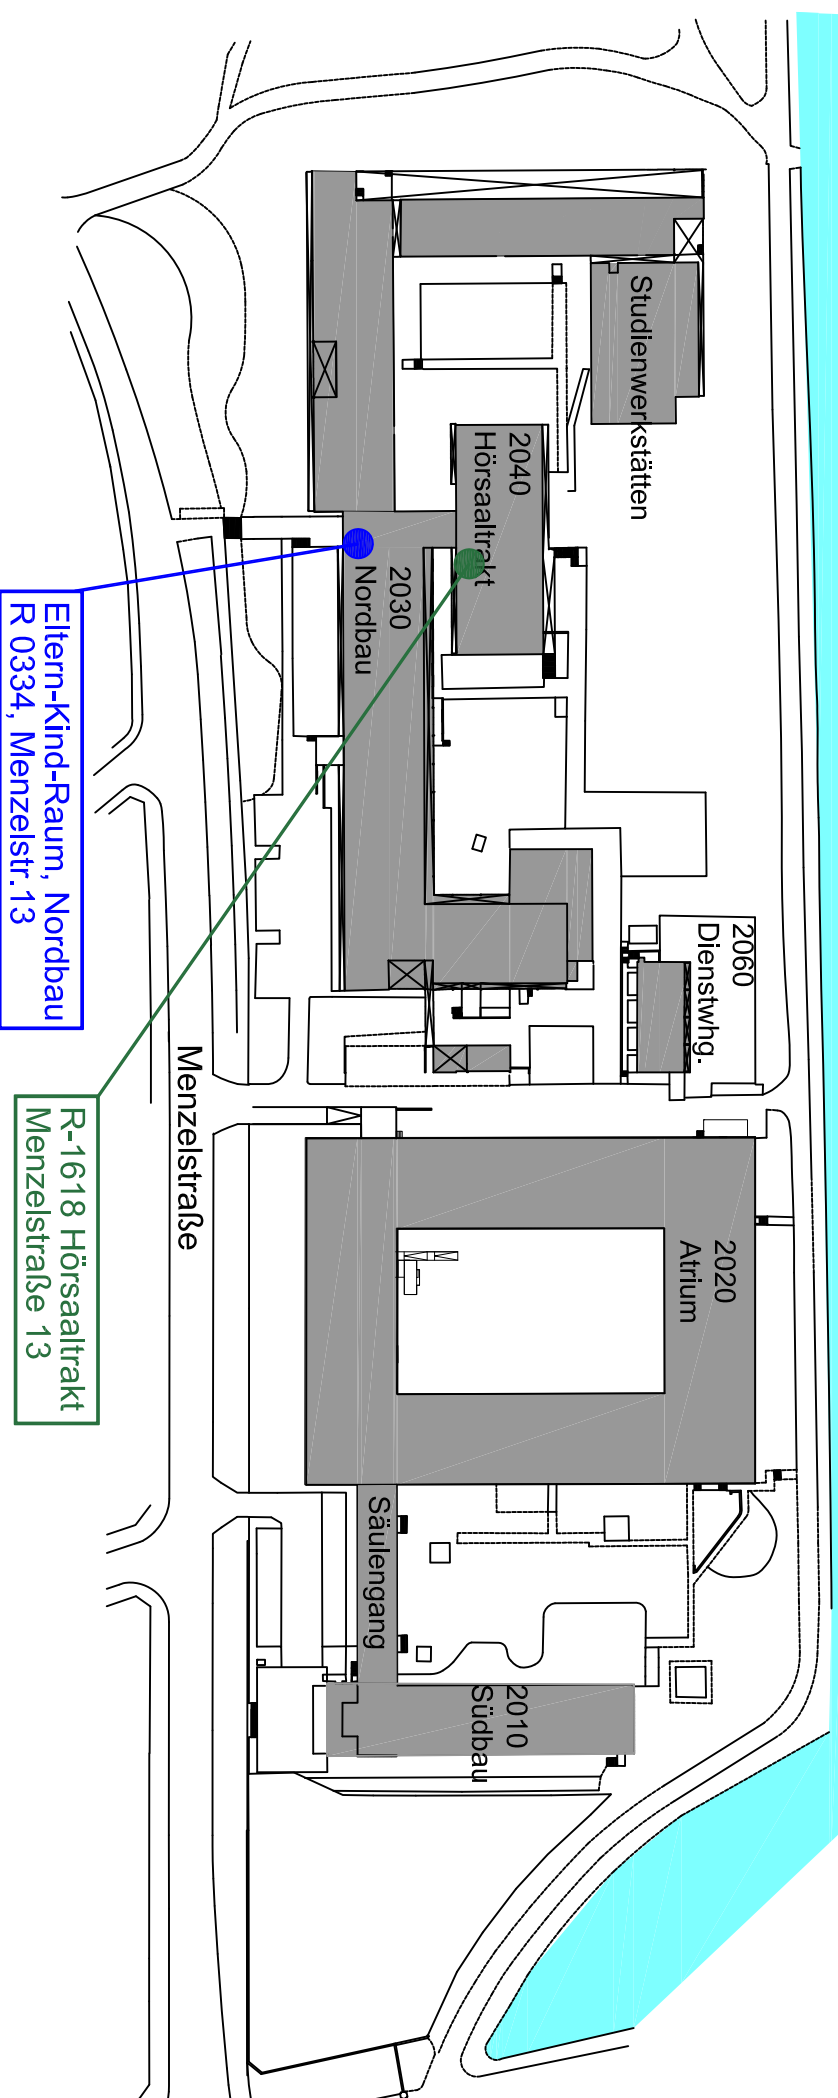 Studienwerkstätten
2040
Hörsaaltrakt
2030
Nordbau
Eltern-Kind-Raum, Nordbau
R 0334, Menzelstr.13
2060
Dienstwhg.
Menzelstraße
R-1618 Hörsaaltrakt
Menzelstraße 13
2020
Atrium
Säulengang
2010
Südbau